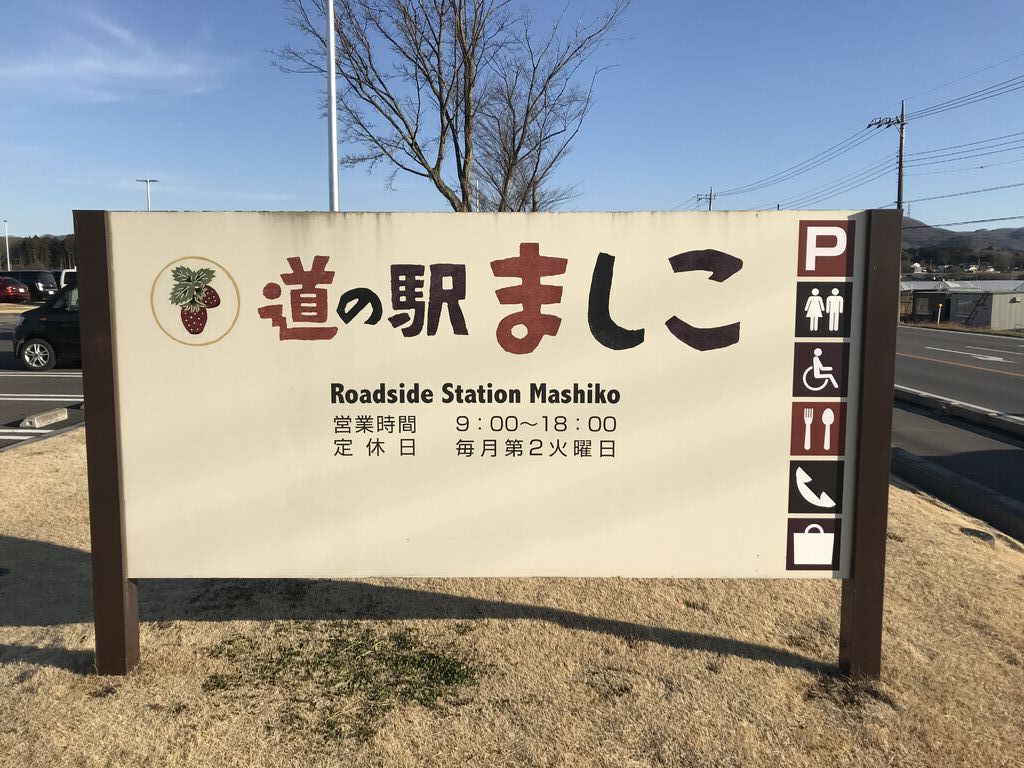 道の駅ましこ
Roadside Station Mashiko
営業時間 9：00～18：00
定休日 毎月第2火曜日
P